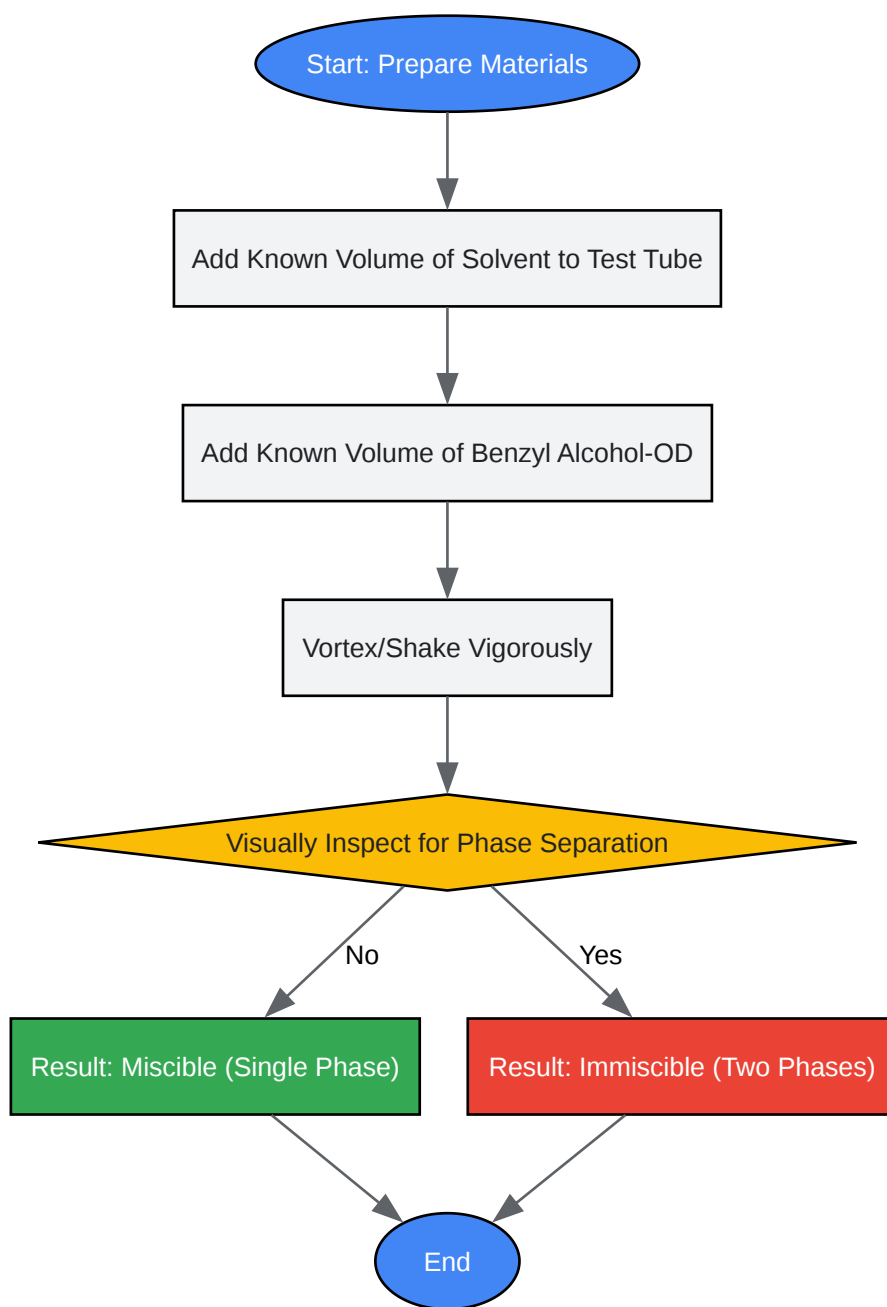 Start: Prepare Materials
Add Known Volume of Solvent to Test Tube
Add Known Volume of Benzyl Alcohol-OD
Vortex/Shake Vigorously
Visually Inspect for Phase Separation
No
Yes
Result: Miscible (Single Phase)
Result: Immiscible (Two Phases)
End